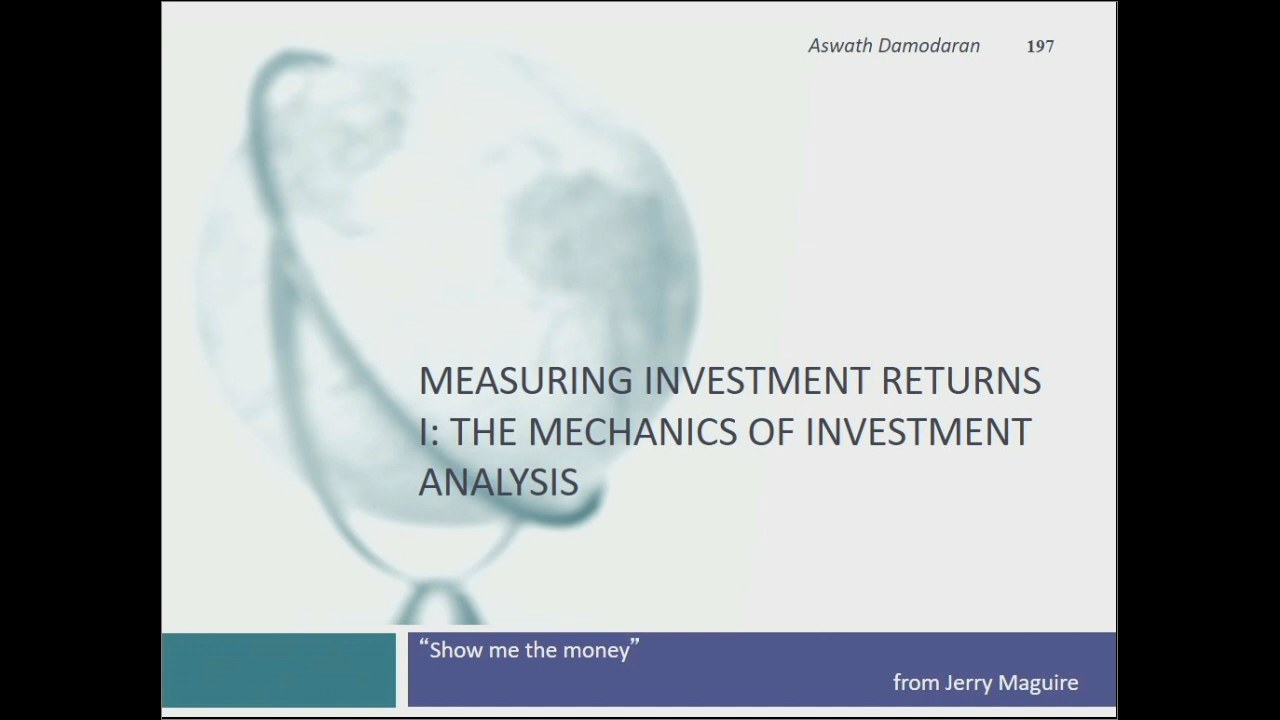 Aswath Damodaran 197
MEASURING INVESTMENT RETURNS
I: THE MECHANICS OF INVESTMENT
ANALYSIS
“Show me the money”
from Jerry Maguire